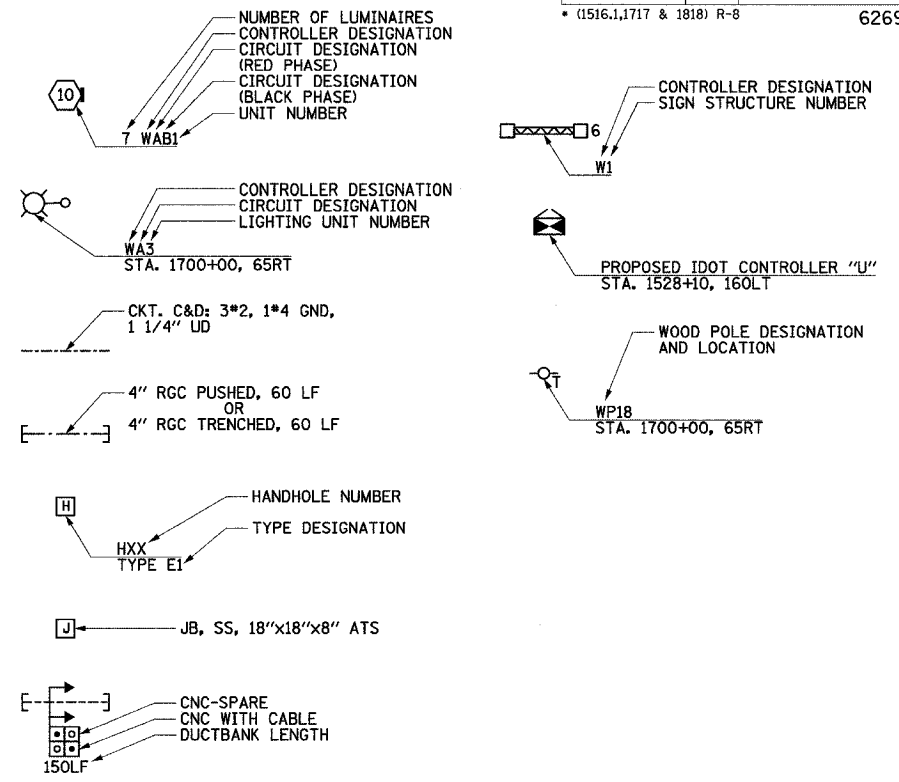 * (1516.1,1717 & 1818) R-8
6269
NUMBER OF LUMINAIRES
CONTROLLER DESIGNATION
CIRCUIT DESIGNATION
(RED PHASE)
CIRCUIT DESIGNATION
(BLACK PHASE)
UNIT NUMBER
10
7 WAB1
CONTROLLER DESIGNATION
CIRCUIT DESIGNATION
LIGHTING UNIT NUMBER
WA3
STA. 1700+00, 65RT
CKT. C&D: 3#2, 1#4 GND,
1 1/4" UD
4" RGC PUSHED, 60 LF
OR
4" RGC TRENCHED, 60 LF
H
HANDHOLE NUMBER
TYPE DESIGNATION
HXX
TYPE E1
J
JB, SS, 18"x18"x8" ATS
CNC-SPARE
CNC WITH CABLE
DUCTBANK LENGTH
150LF
CONTROLLER DESIGNATION
SIGN STRUCTURE NUMBER
6
W1
PROPOSED IDOT CONTROLLER "U"
STA. 1528+10, 160LT
WOOD POLE DESIGNATION
AND LOCATION
T
WP18
STA. 1700+00, 65RT